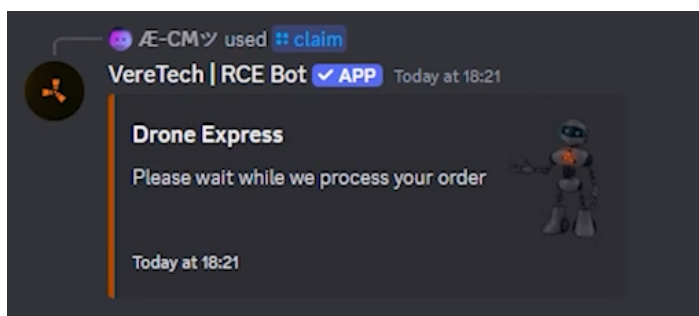 Æ-CMツ used claim
VereTech | RCE Bot ✓ APP Today at 18:21
Drone Express
Please wait while we process your order
Today at 18:21